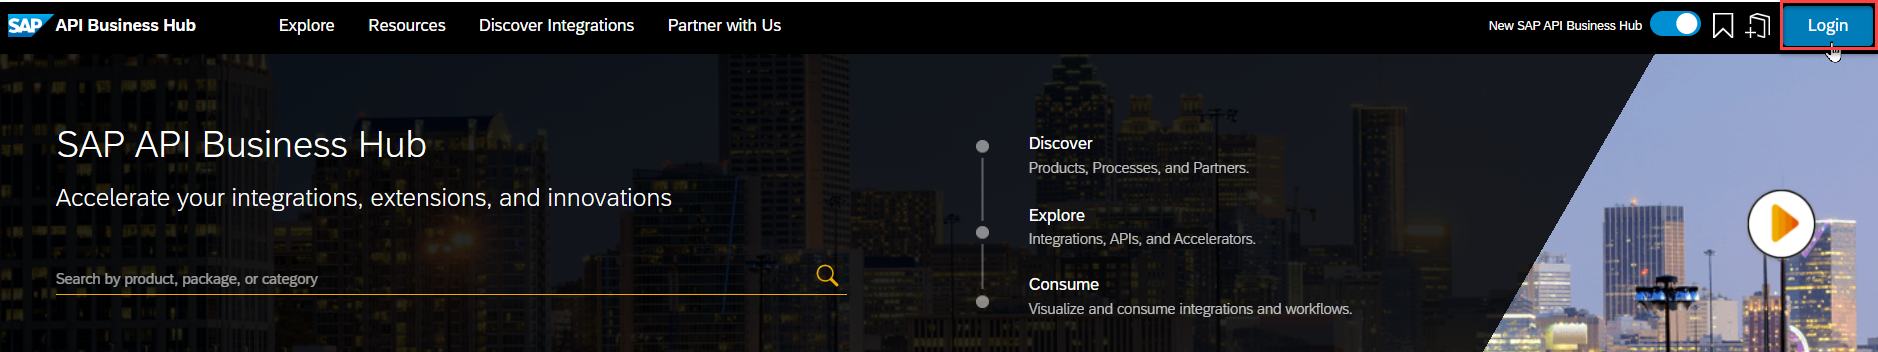 SAP API Business Hub Explore Resources Discover Integrations Partner with Us New SAP API Business Hub Login
SAP API Business Hub
Accelerate your integrations, extensions, and innovations
Search by product, package, or category
Discover
Products, Processes, and Partners.
Explore
Integrations, APIs, and Accelerators.
Consume
Visualize and consume integrations and workflows.